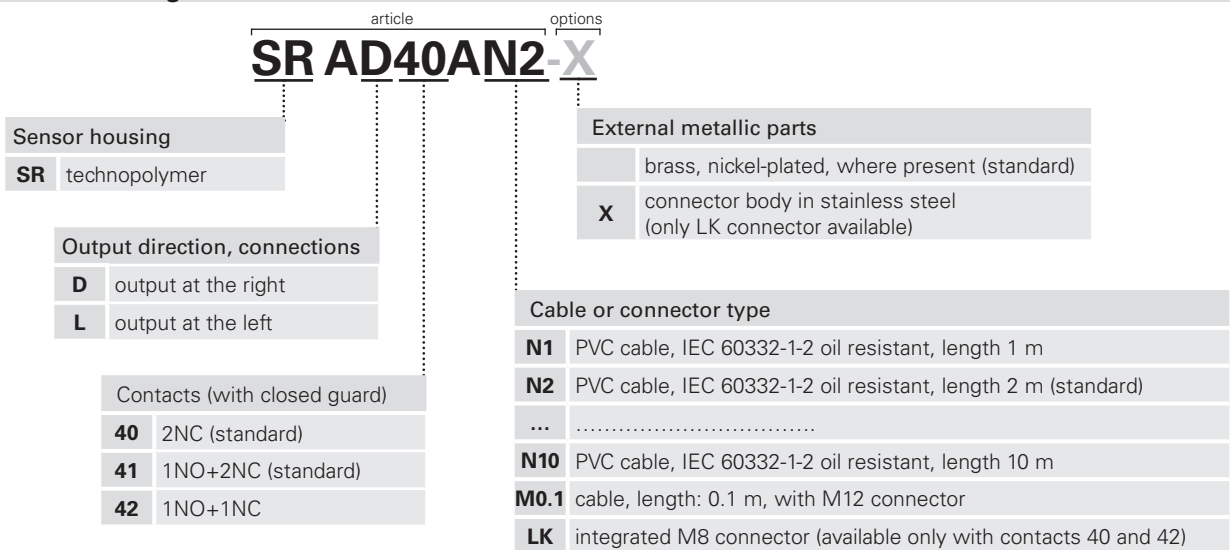 article
options
SR AD40AN2-X
Sensor housing
SR technopolymer
Output direction, connections
D output at the right
L output at the left
Contacts (with closed guard)
40 2NC (standard)
41 1NO+2NC (standard)
42 1NO+1NC
External metallic parts
brass, nickel-plated, where present (standard)
X connector body in stainless steel
(only LK connector available)
Cable or connector type
N1 PVC cable, IEC 60332-1-2 oil resistant, length 1 m
N2 PVC cable, IEC 60332-1-2 oil resistant, length 2 m (standard)
... ..................................
N10 PVC cable, IEC 60332-1-2 oil resistant, length 10 m
M0.1 cable, length: 0.1 m, with M12 connector
LK integrated M8 connector (available only with contacts 40 and 42)